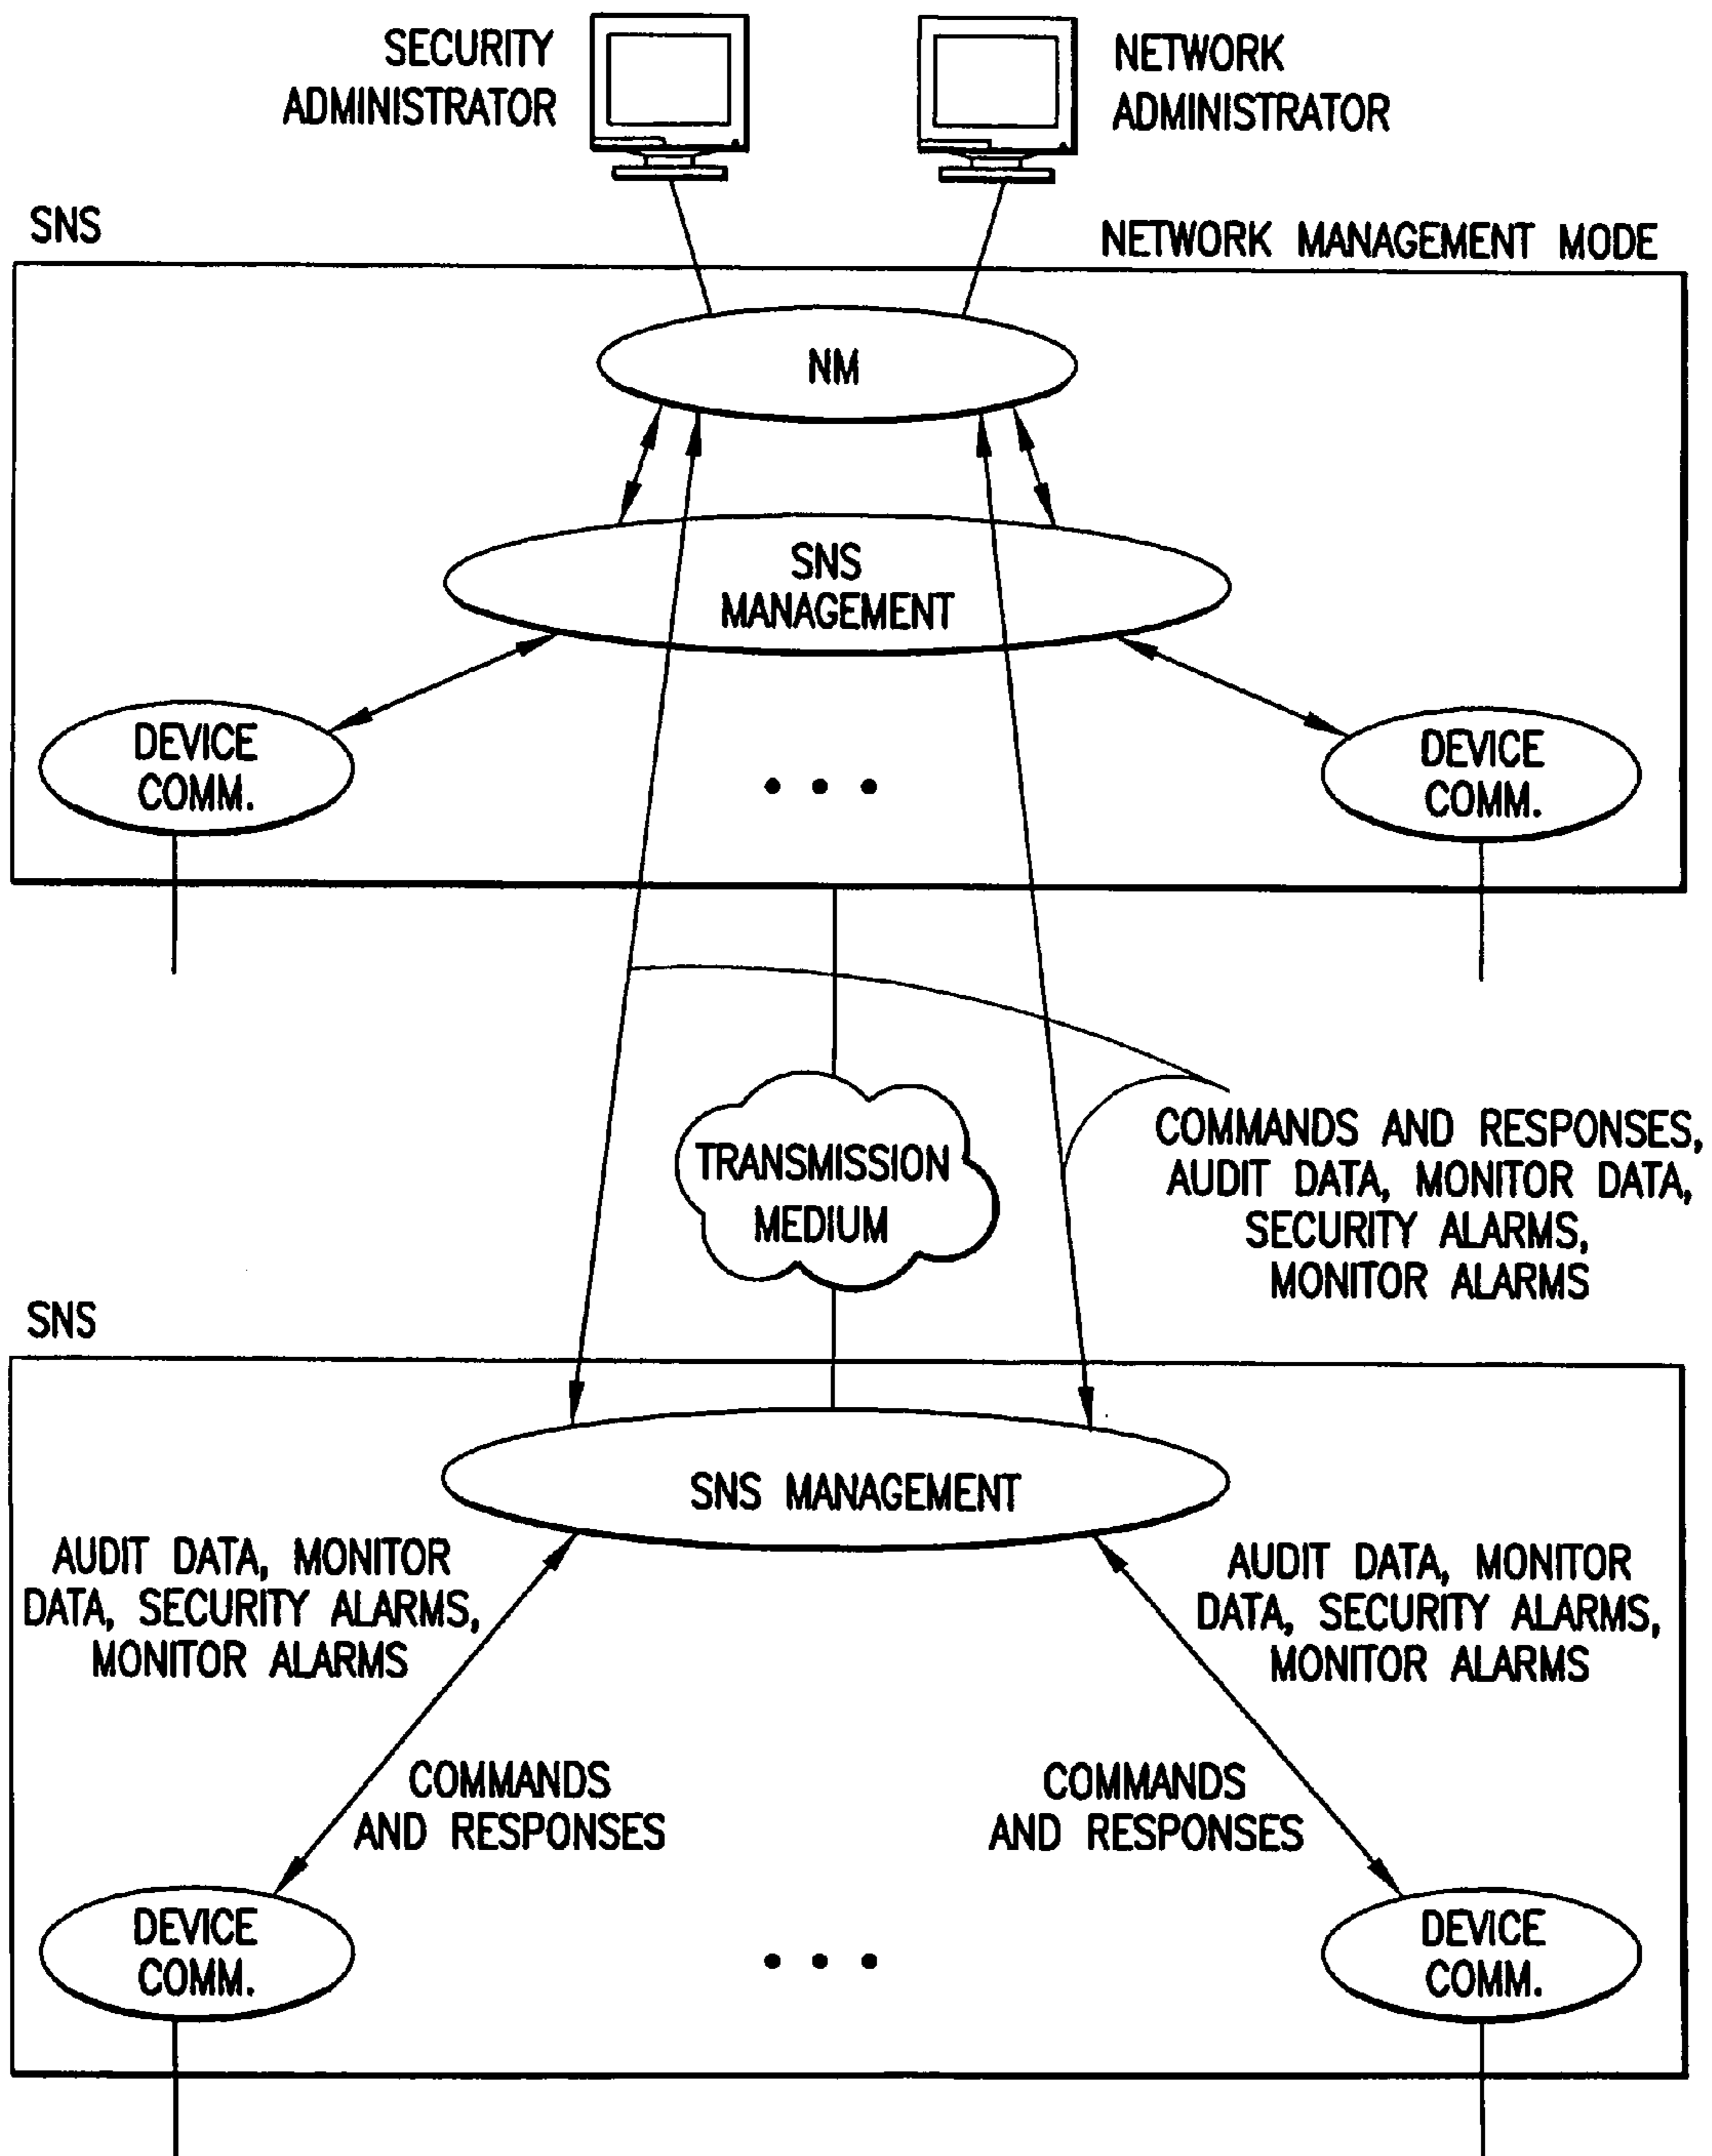 SECURITY
ADMINISTRATOR
NETWORK
ADMINISTRATOR
SNS
NETWORK MANAGEMENT MODE
NM
SNS
MANAGEMENT
DEVICE
COMM.
DEVICE
COMM.
TRANSMISSION
MEDIUM
COMMANDS AND RESPONSES,
AUDIT DATA, MONITOR DATA,
SECURITY ALARMS,
MONITOR ALARMS
SNS
SNS MANAGEMENT
AUDIT DATA, MONITOR
DATA, SECURITY ALARMS,
MONITOR ALARMS
AUDIT DATA, MONITOR
DATA, SECURITY ALARMS,
MONITOR ALARMS
COMMANDS
AND RESPONSES
COMMANDS
AND RESPONSES
DEVICE
COMM.
DEVICE
COMM.